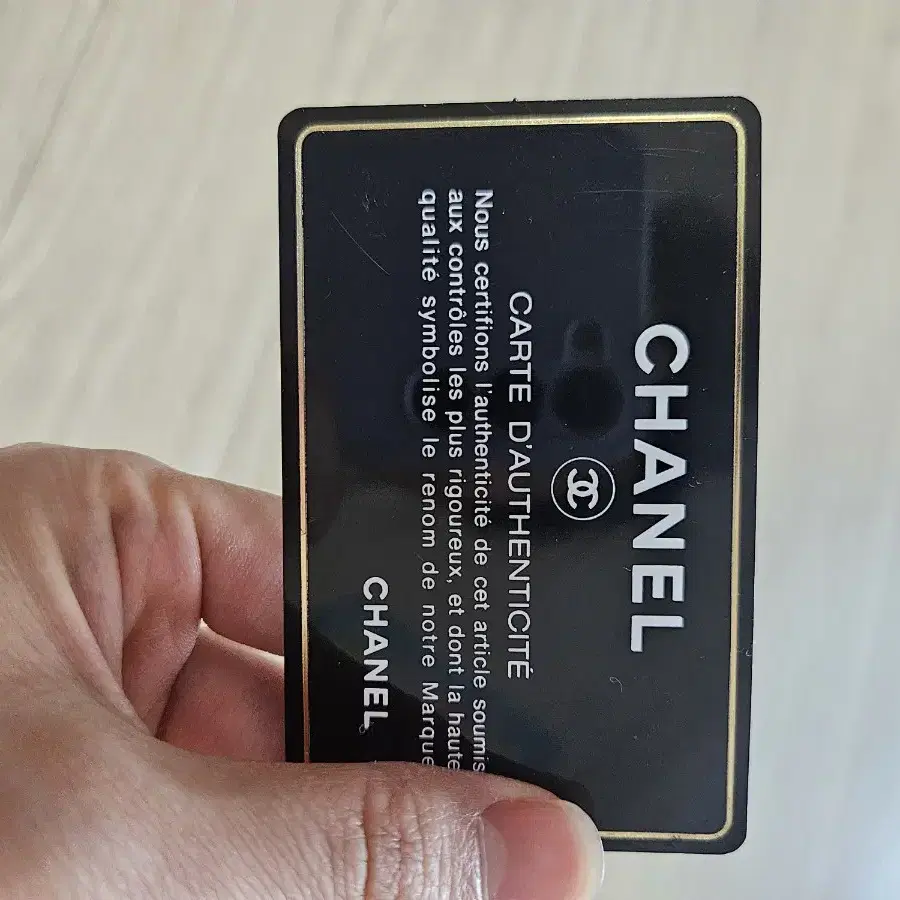 CHANEL
CARTE D'AUTHENTICITÉ
Nous certifions l'authenticité de cet article soumis
aux contrôles les plus rigoureux, et dont la haute
qualité symbolise le renom de notre Marque
CHANEL